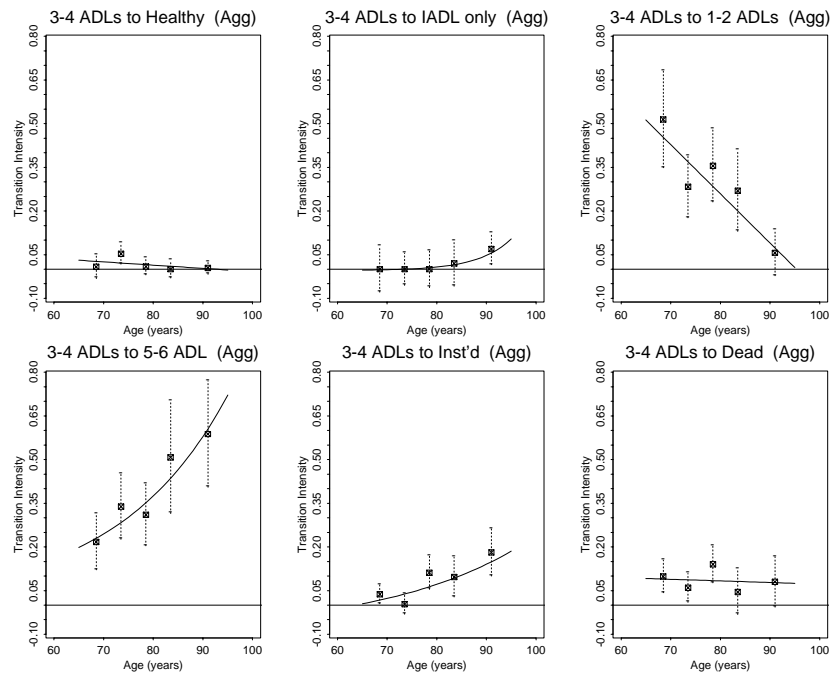 3-4 ADLs to Healthy (Agg)
Transition Intensity
-0.10 0.05 0.20 0.35 0.50 0.65 0.80
60 70 80 90 100
Age (years)
3-4 ADLs to IADL only (Agg)
Transition Intensity
-0.10 0.05 0.20 0.35 0.50 0.65 0.80
60 70 80 90 100
Age (years)
3-4 ADLs to 1-2 ADLs (Agg)
Transition Intensity
-0.10 0.05 0.20 0.35 0.50 0.65 0.80
60 70 80 90 100
Age (years)
3-4 ADLs to 5-6 ADL (Agg)
Transition Intensity
-0.10 0.05 0.20 0.35 0.50 0.65 0.80
60 70 80 90 100
Age (years)
3-4 ADLs to Inst'd (Agg)
Transition Intensity
-0.10 0.05 0.20 0.35 0.50 0.65 0.80
60 70 80 90 100
Age (years)
3-4 ADLs to Dead (Agg)
Transition Intensity
-0.10 0.05 0.20 0.35 0.50 0.65 0.80
60 70 80 90 100
Age (years)